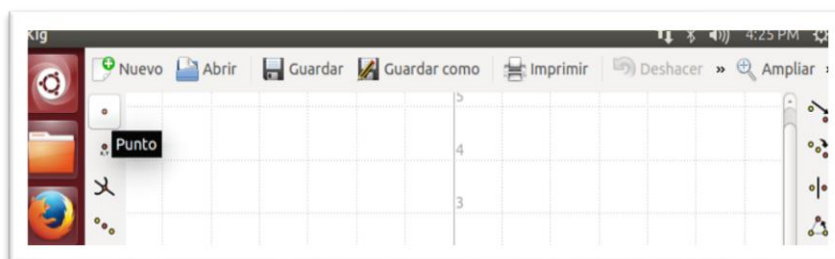 Kig 4:25 PM
Nuevo Abrir Guardar Guardar como Imprimir Deshacer » Ampliar
5
Punto
4
3